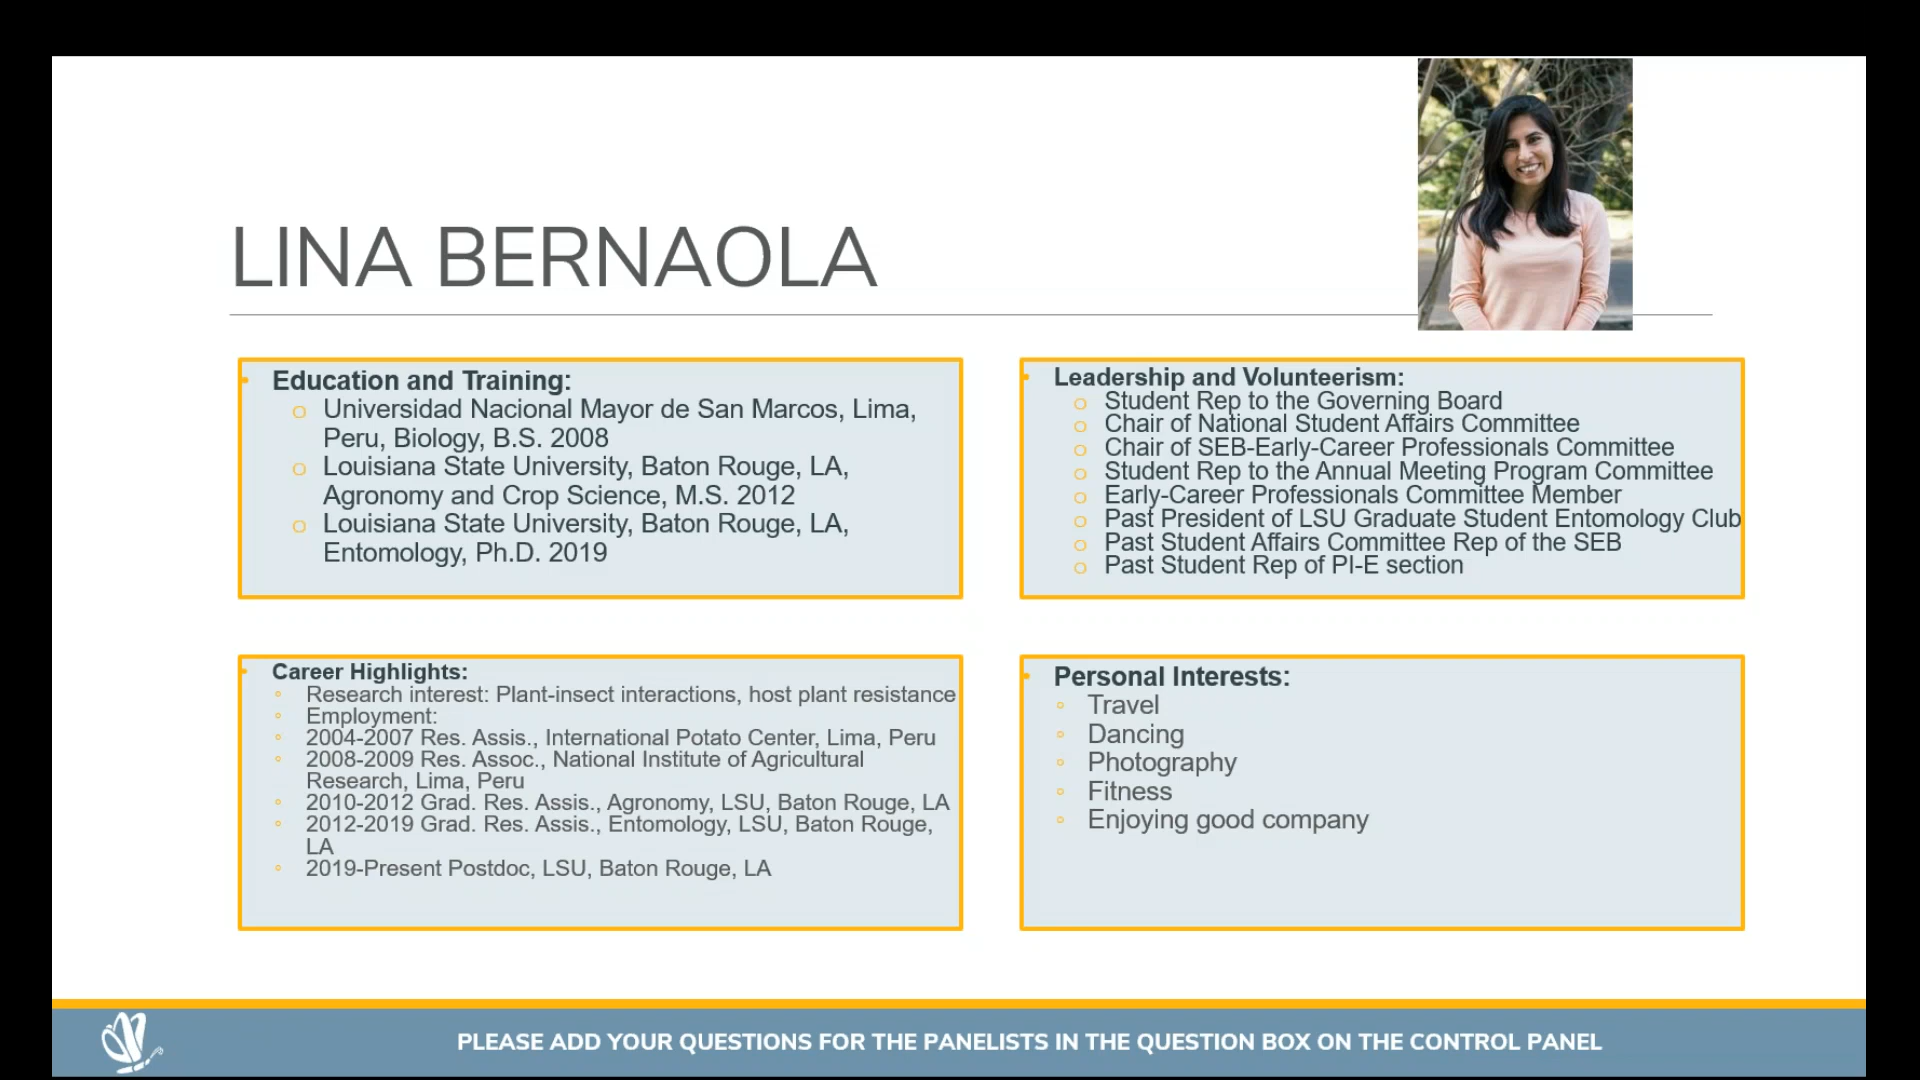 LINA BERNAOLA
• Education and Training:
o Universidad Nacional Mayor de San Marcos, Lima,
Peru, Biology, B.S. 2008
o Louisiana State University, Baton Rouge, LA,
Agronomy and Crop Science, M.S. 2012
o Louisiana State University, Baton Rouge, LA,
Entomology, Ph.D. 2019
• Leadership and Volunteerism:
o Student Rep to the Governing Board
o Chair of National Student Affairs Committee
o Chair of SEB-Early-Career Professionals Committee
o Student Rep to the Annual Meeting Program Committee
o Early-Career Professionals Committee Member
o Past President of LSU Graduate Student Entomology Club
o Past Student Affairs Committee Rep of the SEB
o Past Student Rep of PI-E section
• Career Highlights:
◦ Research interest: Plant-insect interactions, host plant resistance
◦ Employment:
◦ 2004-2007 Res. Assis., International Potato Center, Lima, Peru
◦ 2008-2009 Res. Assoc., National Institute of Agricultural
Research, Lima, Peru
◦ 2010-2012 Grad. Res. Assis., Agronomy, LSU, Baton Rouge, LA
◦ 2012-2019 Grad. Res. Assis., Entomology, LSU, Baton Rouge,
LA
◦ 2019-Present Postdoc, LSU, Baton Rouge, LA
• Personal Interests:
◦ Travel
◦ Dancing
◦ Photography
◦ Fitness
◦ Enjoying good company
PLEASE ADD YOUR QUESTIONS FOR THE PANELISTS IN THE QUESTION BOX ON THE CONTROL PANEL